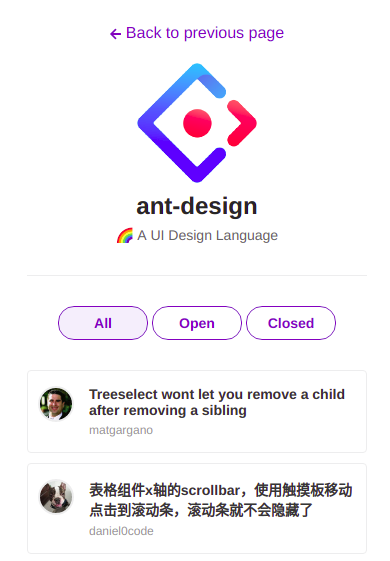 ← Back to previous page
ant-design
🌈 A UI Design Language
All
Open
Closed
Treeselect wont let you remove a child
after removing a sibling
matgargano
表格组件x轴的scrollbar，使用触摸板移动
点击到滚动条，滚动条就不会隐藏了
daniel0code